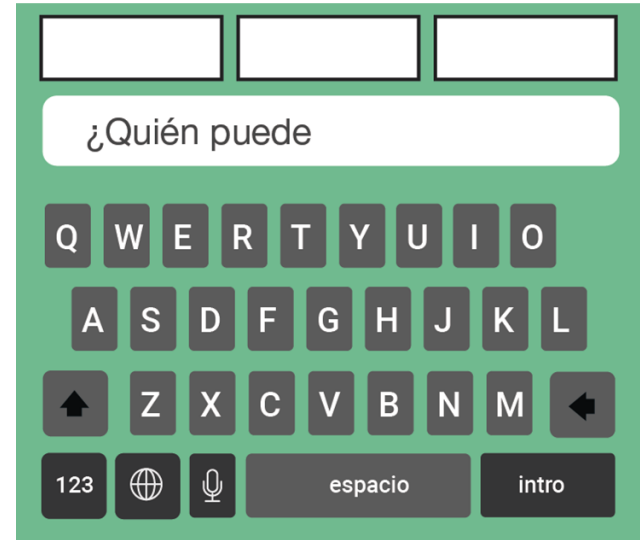 ¿Quién puede
Q W E R T Y U I O
A S D F G H J K L
Z X C V B N M
123 espacio intro